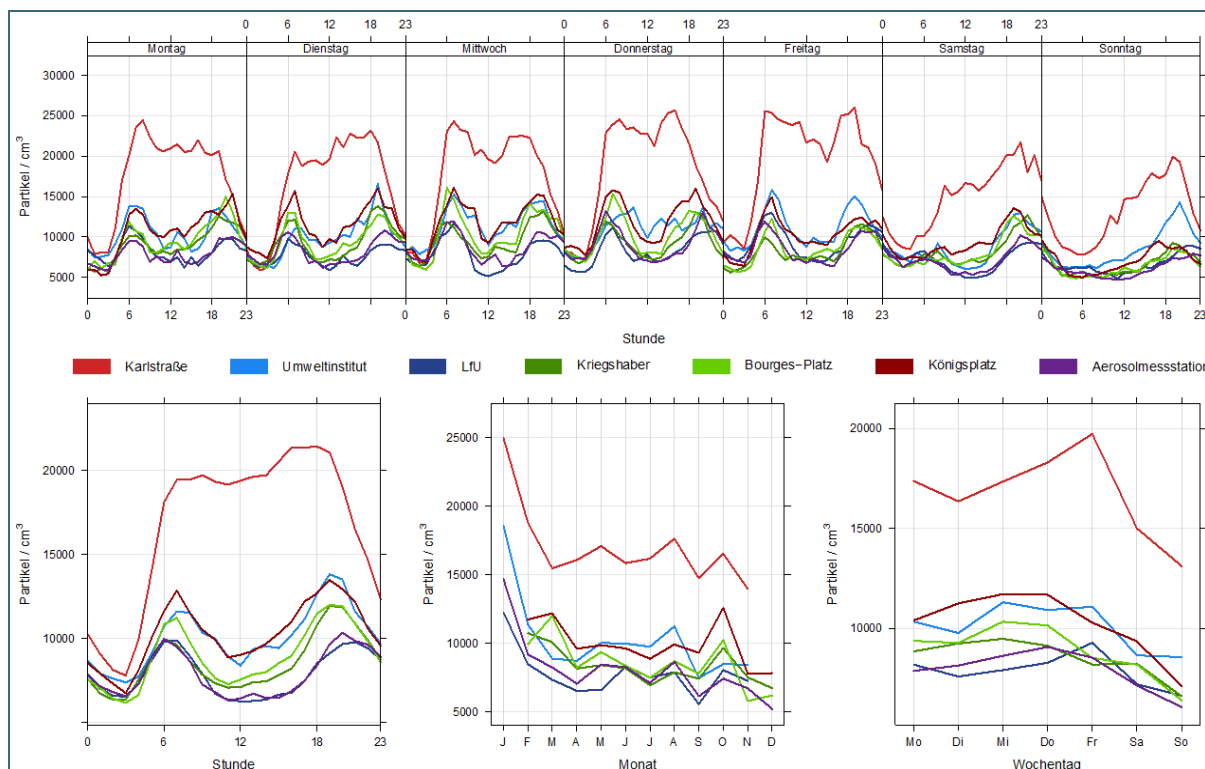 0 6 12 18 23 0 6 12 18 23 0 6 12 18 23
Montag Dienstag Mittwoch Donnerstag Freitag Samstag Sonntag
30000
25000
20000
15000
10000
5000
Partikel / cm³
0 6 12 18 0 6 12 18 0 6 12 18 0 6 12 18 23
Stunde
Karlstraße Umweltinstitut LfU Kriegshaber Bourges-Platz Königsplatz Aerosolmessstation
20000
15000
10000
Partikel / cm³
0 6 12 18 23
Stunde
25000
20000
15000
10000
5000
Partikel / cm³
J F M A M J J A S O N D
Monat
20000
15000
10000
Partikel / cm³
Mo Di Mi Do Fr Sa So
Wochentag